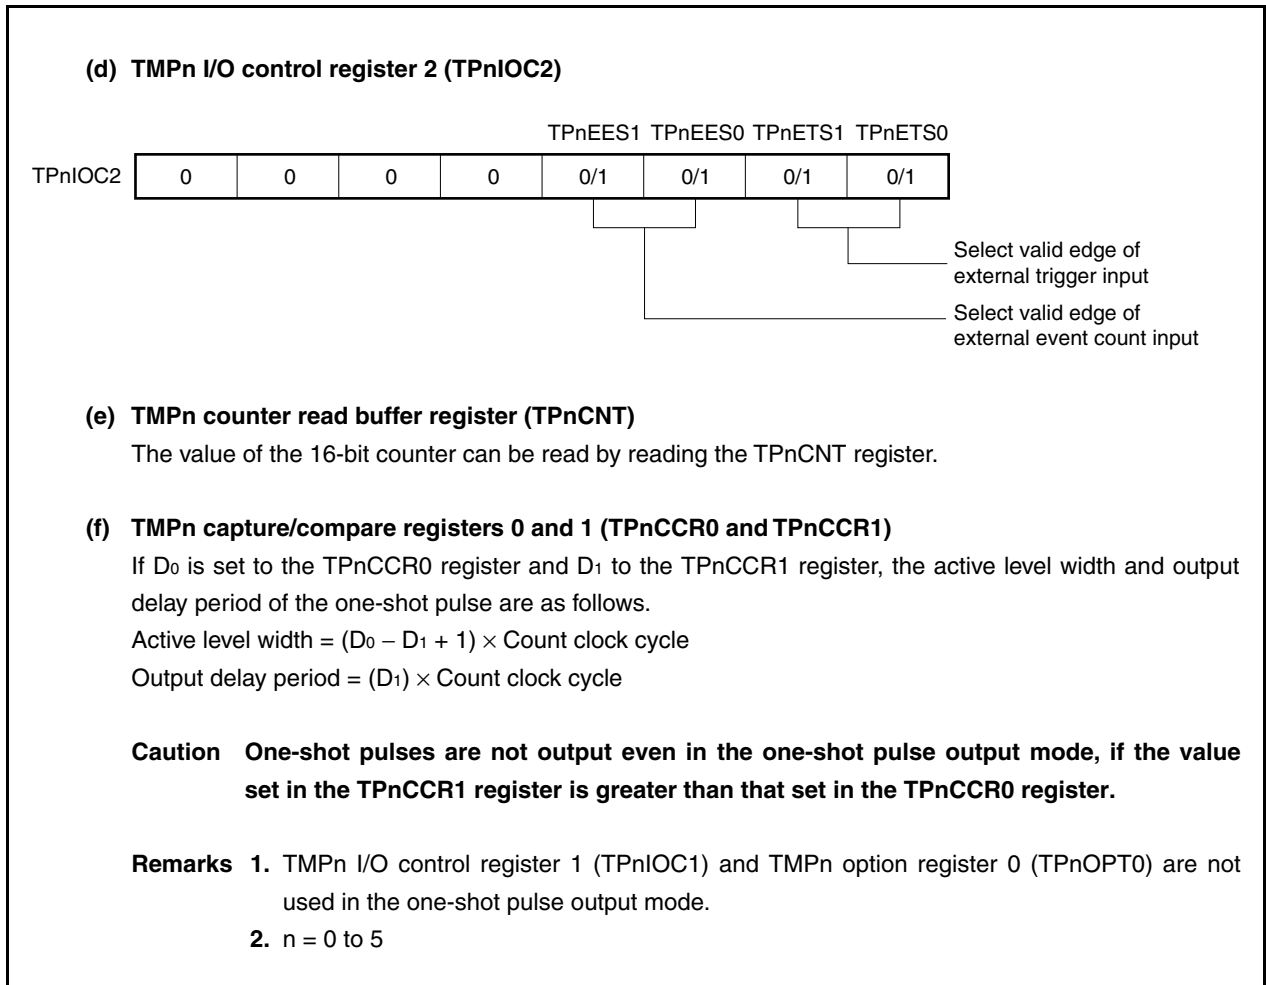 (d) TMPn I/O control register 2 (TPnIOC2)
TPnEES1 TPnEES0 TPnETS1 TPnETS0
TPnIOC2 0 0 0 0 0/1 0/1 0/1 0/1
Select valid edge of
external trigger input
Select valid edge of
external event count input
(e) TMPn counter read buffer register (TPnCNT)
The value of the 16-bit counter can be read by reading the TPnCNT register.
(f) TMPn capture/compare registers 0 and 1 (TPnCCR0 and TPnCCR1)
If D₀ is set to the TPnCCR0 register and D₁ to the TPnCCR1 register, the active level width and output
delay period of the one-shot pulse are as follows.
Active level width = (D₀ − D₁ + 1) × Count clock cycle
Output delay period = (D₁) × Count clock cycle
Caution One-shot pulses are not output even in the one-shot pulse output mode, if the value
set in the TPnCCR1 register is greater than that set in the TPnCCR0 register.
Remarks 1. TMPn I/O control register 1 (TPnIOC1) and TMPn option register 0 (TPnOPT0) are not
used in the one-shot pulse output mode.
2. n = 0 to 5